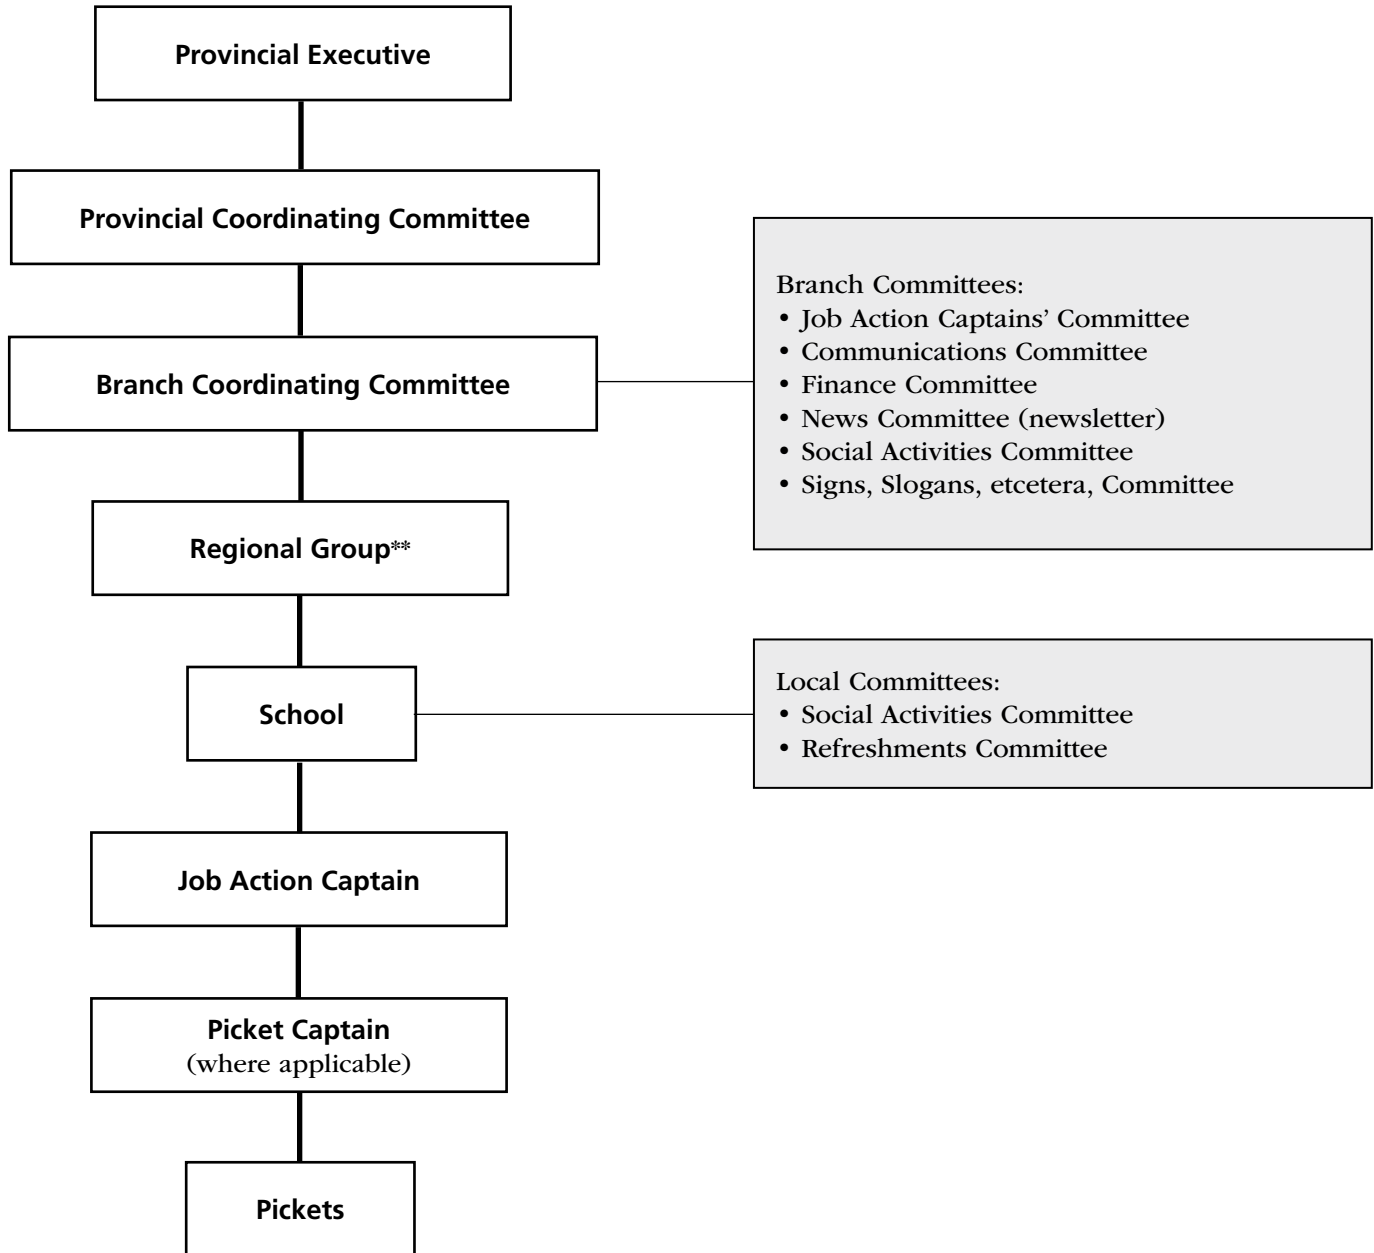 Provincial Executive
Provincial Coordinating Committee
Branch Coordinating Committee
Branch Committees:
• Job Action Captains’ Committee
• Communications Committee
• Finance Committee
• News Committee (newsletter)
• Social Activities Committee
• Signs, Slogans, etcetera, Committee
Regional Group**
School
Local Committees:
• Social Activities Committee
• Refreshments Committee
Job Action Captain
Picket Captain
(where applicable)
Pickets